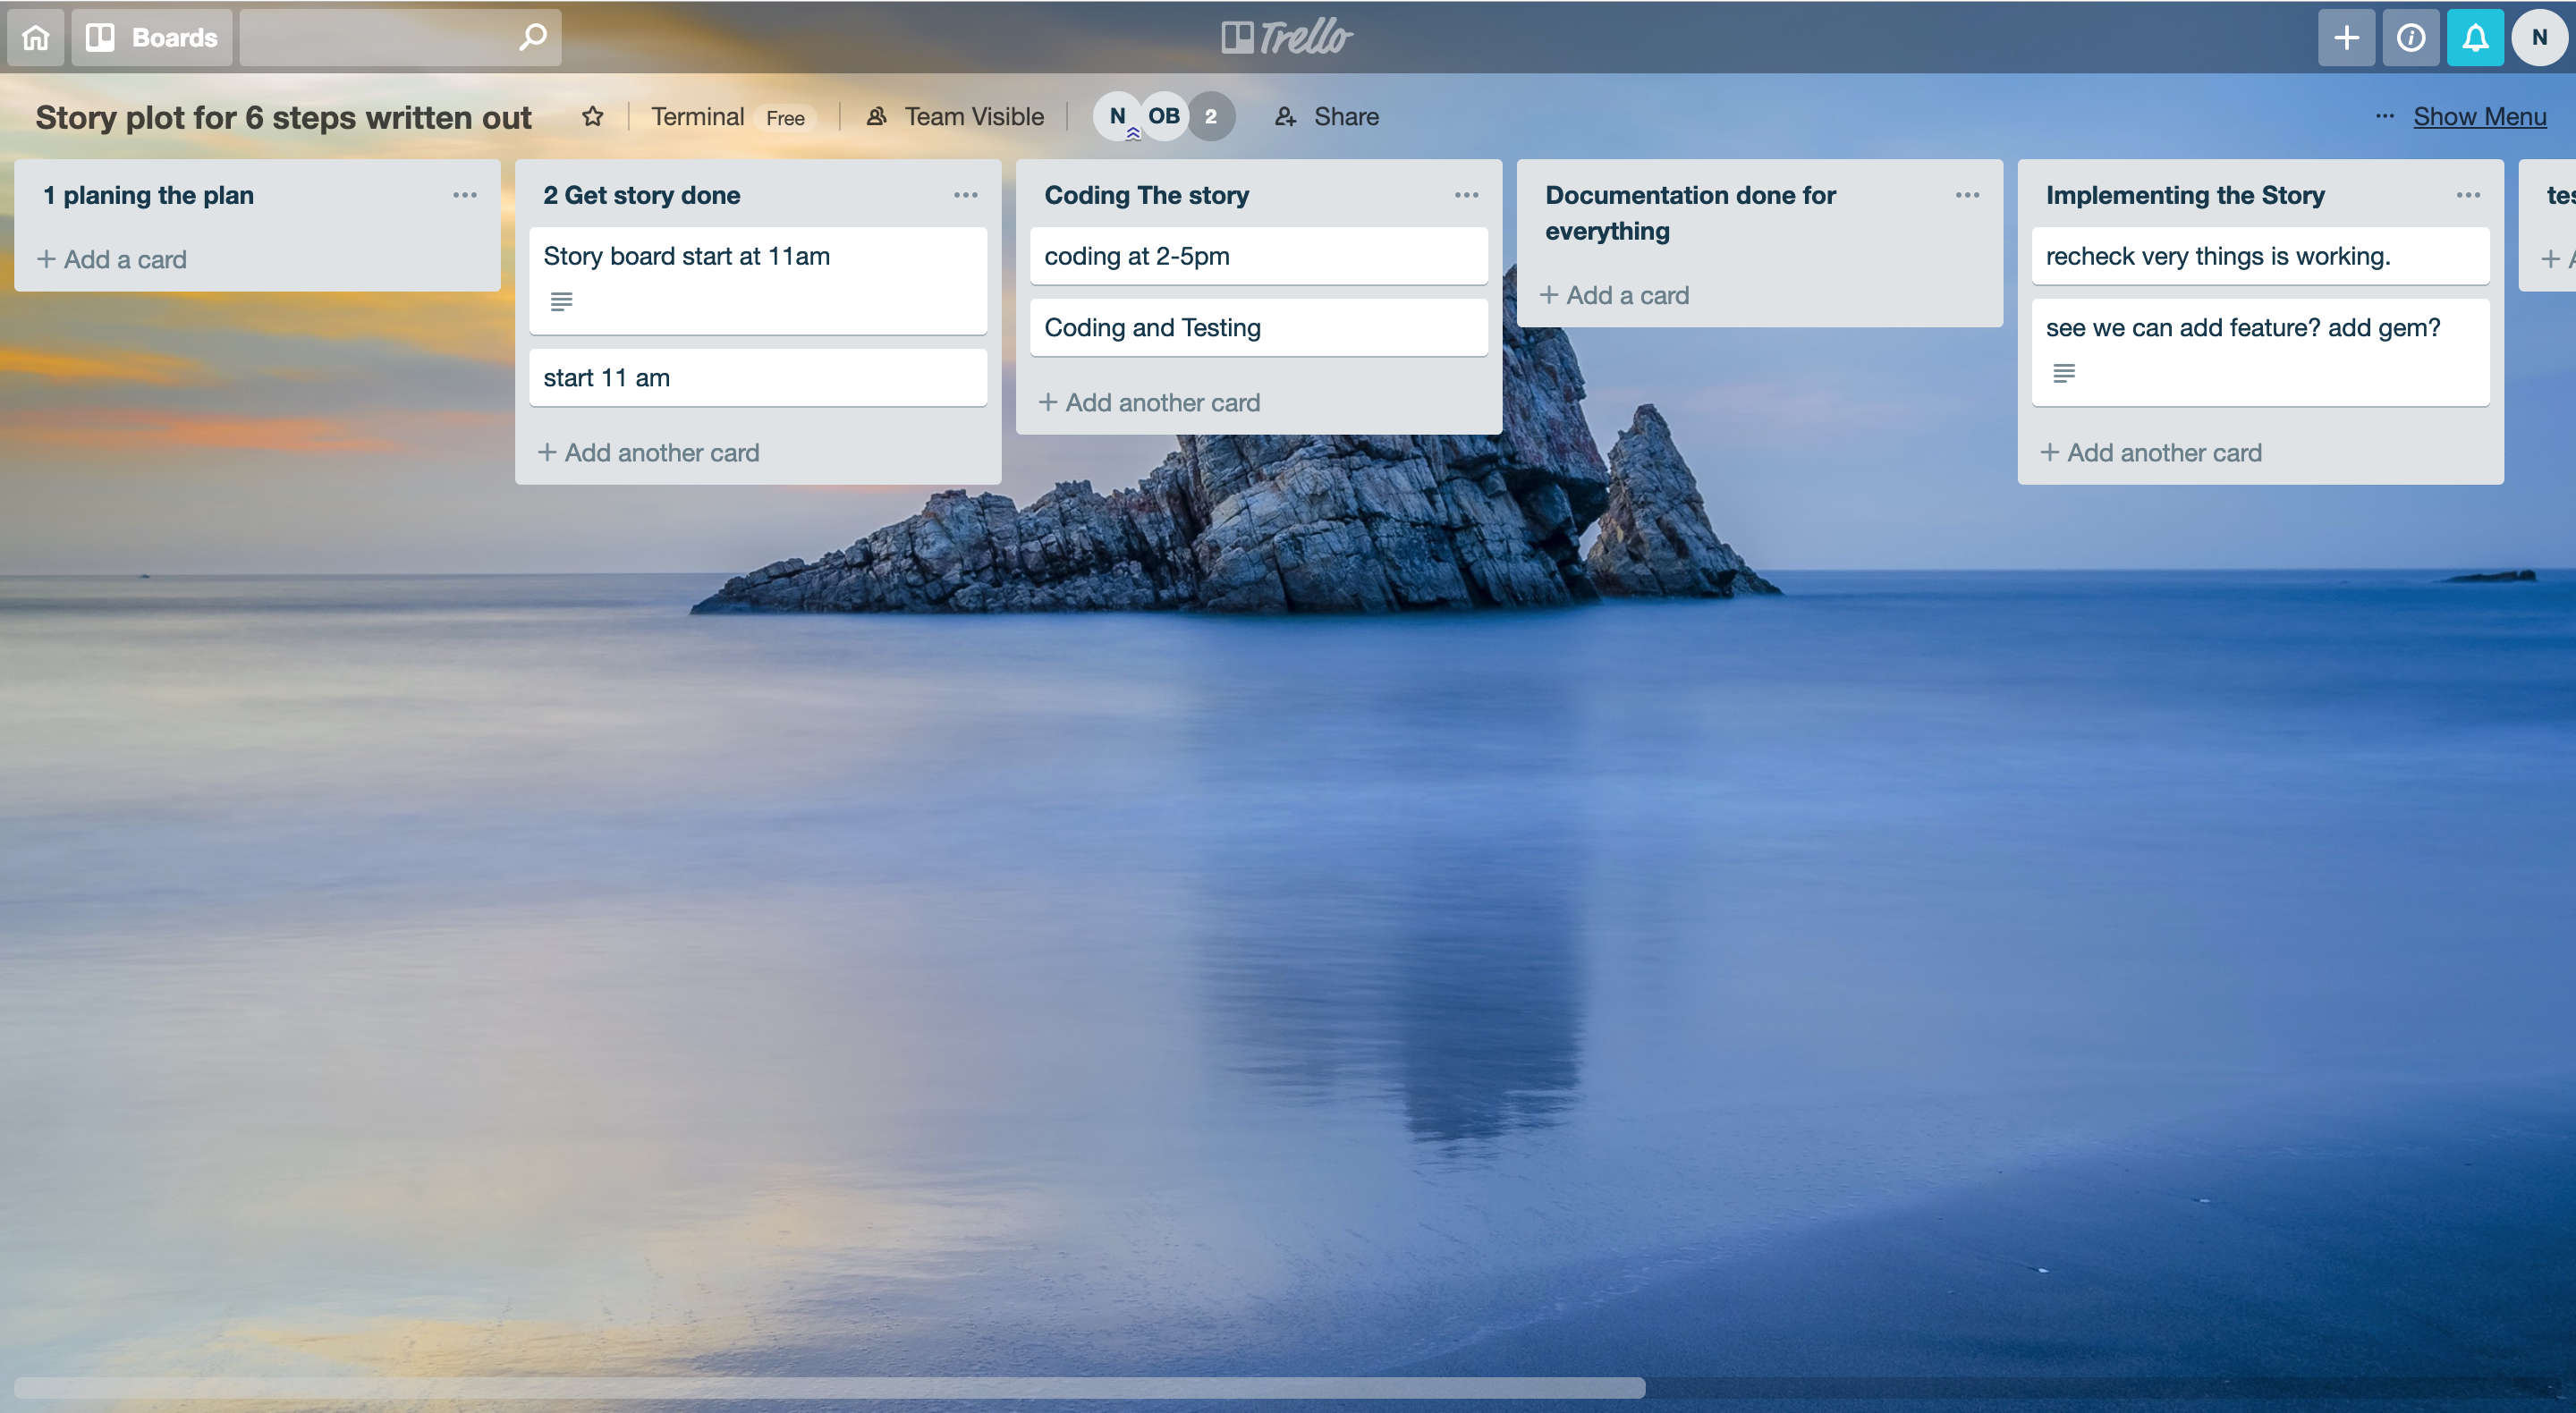 Boards
Trello
N
Story plot for 6 steps written out
Terminal Free
Team Visible
N OB 2
Share
... Show Menu
1 planing the plan
+ Add a card
2 Get story done
Story board start at 11am
start 11 am
+ Add another card
Coding The story
coding at 2-5pm
Coding and Testing
+ Add another card
Documentation done for
everything
+ Add a card
Implementing the Story
recheck very things is working.
see we can add feature? add gem?
+ Add another card